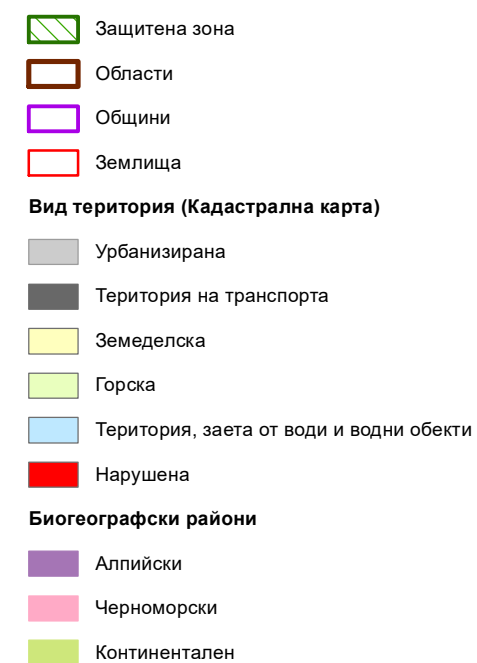 Защитена зона
Области
Общини
Землища
Вид територия (Кадастрална карта)
Урбанизирана
Територия на транспорта
Земеделска
Горска
Територия, заета от води и водни обекти
Нарушена
Биогеографски райони
Алпийски
Черноморски
Континентален